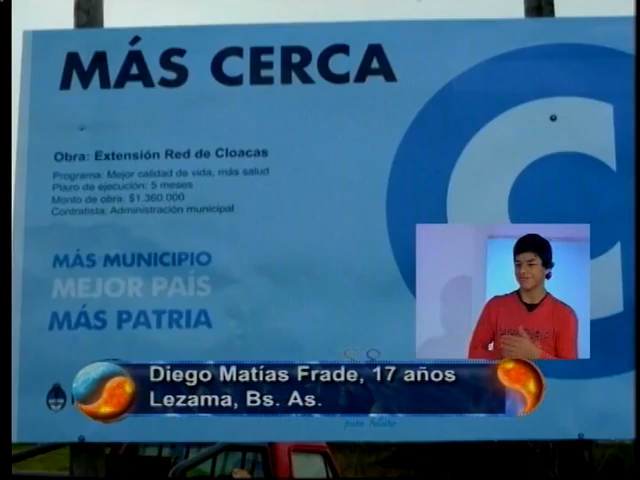 MÁS CERCA
Obra: Extensión Red de Cloacas
Programa: Mejor calidad de vida, más salud
Plazo de ejecución: 5 meses
Monto de obra: $1.360.000
Contratista: Administración municipal
MÁS MUNICIPIO
MEJOR PAÍS
MÁS PATRIA
Diego Matías Frade, 17 años
Lezama, Bs. As.